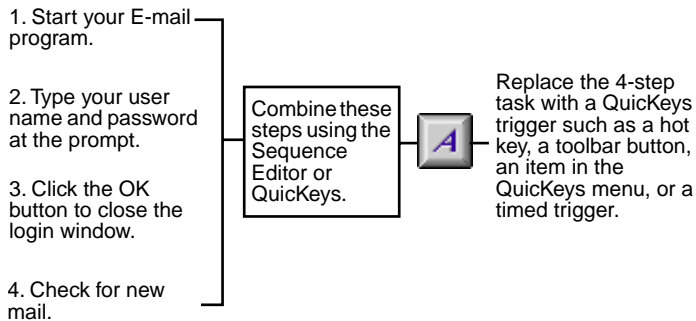 1. Start your E-mail
program.
2. Type your user
name and password
at the prompt.
3. Click the OK
button to close the
login window.
4. Check for new
mail.
Combine these
steps using the
Sequence
Editor or
QuicKeys.
A
Replace the 4-step
task with a QuicKeys
trigger such as a hot
key, a toolbar button,
an item in the
QuicKeys menu, or a
timed trigger.